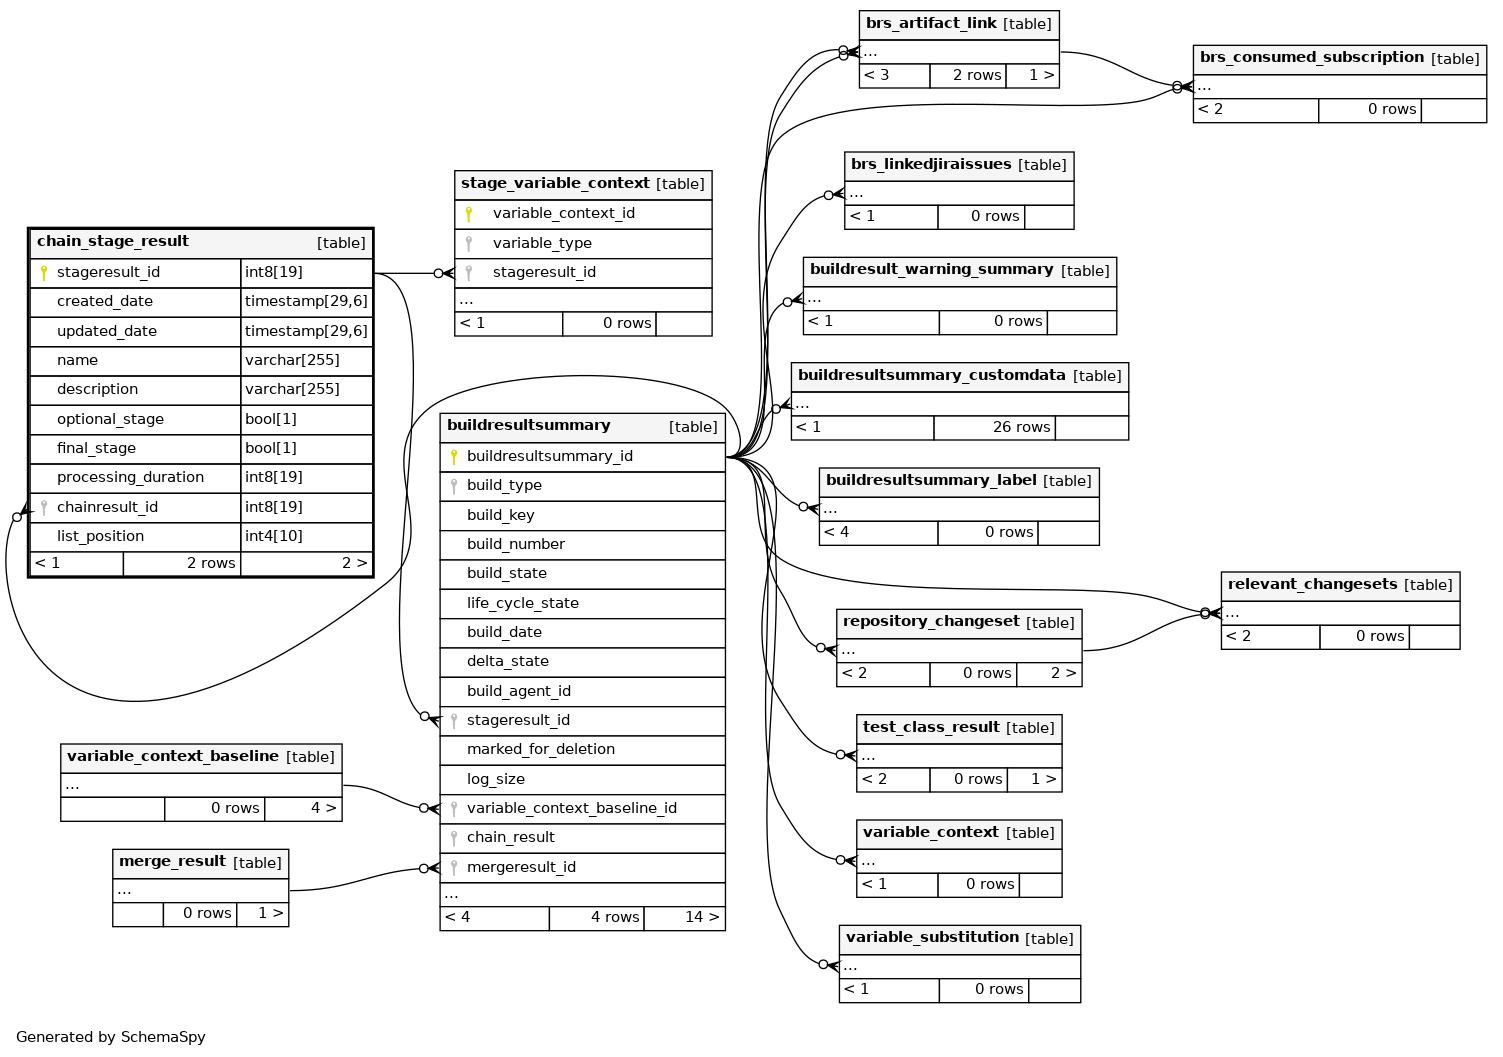 brs_artifact_link [table]
...
< 3 2 rows 1 >
brs_consumed_subscription [table]
...
< 2 0 rows
brs_linkedjiraissues [table]
...
< 1 0 rows
stage_variable_context [table]
variable_context_id
variable_type
stageresult_id
...
< 1 0 rows
chain_stage_result [table]
stageresult_id int8[19]
created_date timestamp[29,6]
updated_date timestamp[29,6]
name varchar[255]
description varchar[255]
optional_stage bool[1]
final_stage bool[1]
processing_duration int8[19]
chainresult_id int8[19]
list_position int4[10]
< 1 2 rows 2 >
buildresult_warning_summary [table]
...
< 1 0 rows
buildresultsummary_customdata [table]
...
< 1 26 rows
buildresultsummary [table]
buildresultsummary_id
build_type
build_key
build_number
build_state
life_cycle_state
build_date
delta_state
build_agent_id
stageresult_id
marked_for_deletion
log_size
variable_context_baseline_id
chain_result
mergeresult_id
...
< 4 4 rows 14 >
buildresultsummary_label [table]
...
< 4 0 rows
relevant_changesets [table]
...
< 2 0 rows
repository_changeset [table]
...
< 2 0 rows 2 >
test_class_result [table]
...
< 2 0 rows 1 >
variable_context_baseline [table]
...
0 rows 4 >
variable_context [table]
...
< 1 0 rows
merge_result [table]
...
0 rows 1 >
variable_substitution [table]
...
< 1 0 rows
Generated by SchemaSpy